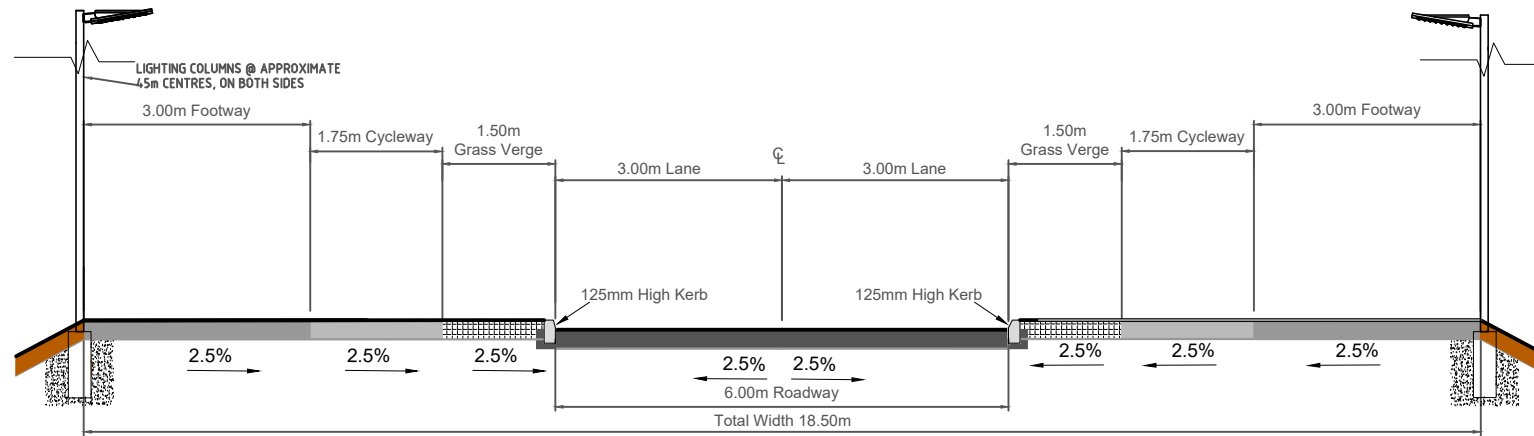 LIGHTING COLUMNS @ APPROXIMATE
45m CENTRES, ON BOTH SIDES
3.00m Footway
1.75m Cycleway
1.50m
Grass Verge
3.00m Lane
℄
3.00m Lane
1.50m
Grass Verge
1.75m Cycleway
3.00m Footway
125mm High Kerb
125mm High Kerb
2.5%
2.5%
2.5%
2.5%
2.5%
2.5%
2.5%
2.5%
6.00m Roadway
Total Width 18.50m